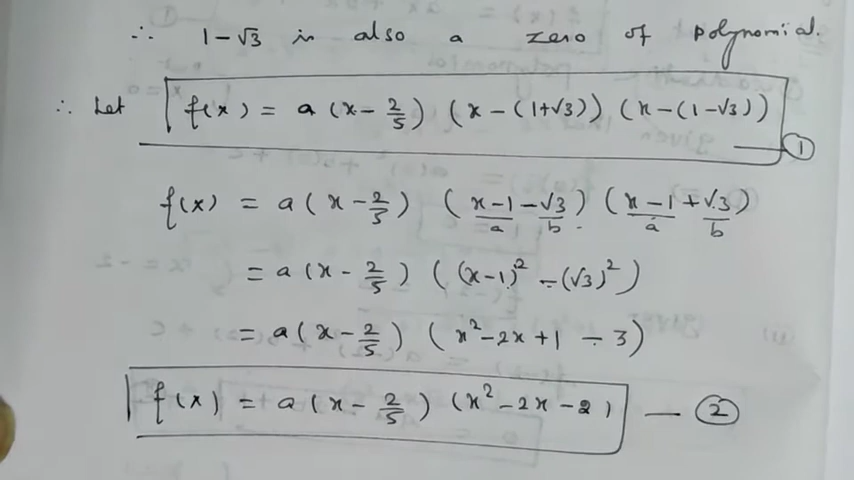 ∴ 1-√3 is also a zero of polynomial.
∴ Let f(x) = a(x - 2/5) (x - (1+√3)) (x - (1-√3)) — ①
f(x) = a(x - 2/5) (x-1 - √3) (x-1 + √3)
a b a b
= a(x - 2/5) ((x-1)² - (√3)²)
= a(x - 2/5) (x² - 2x + 1 - 3)
f(x) = a(x - 2/5) (x² - 2x - 2) — ②